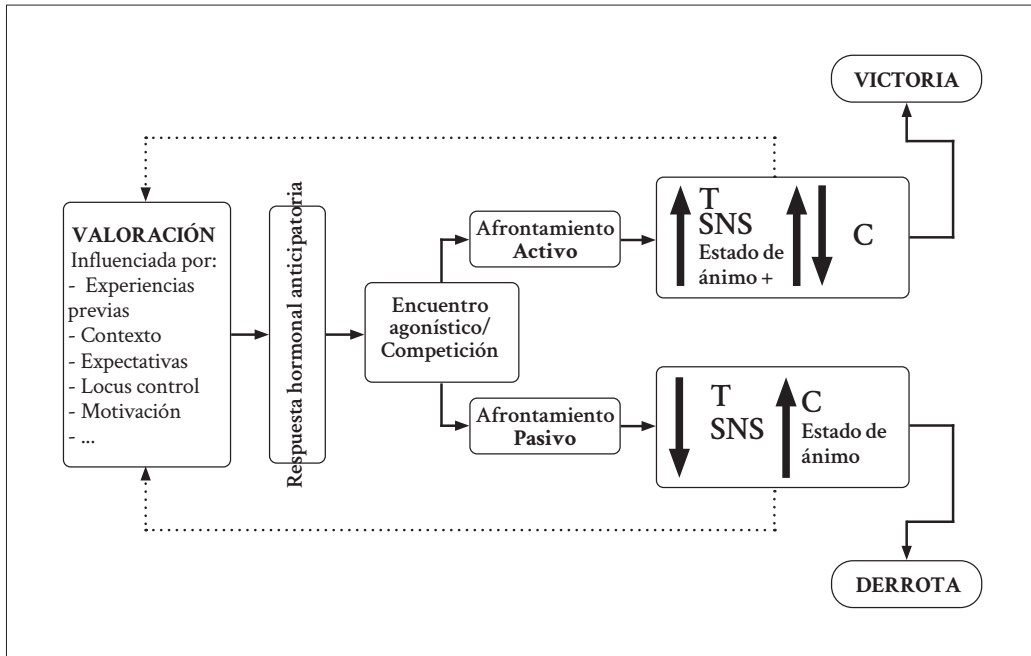 VICTORIA
VALORACIÓN
Influenciada por:
- Experiencias
previas
- Contexto
- Expectativas
- Locus control
- Motivación
- ...
Respuesta hormonal anticipatoria
Encuentro
agonístico/
Competición
Afrontamiento
Activo
T
SNS
Estado de
ánimo +
C
Afrontamiento
Pasivo
T
SNS
C
Estado de
ánimo
DERROTA